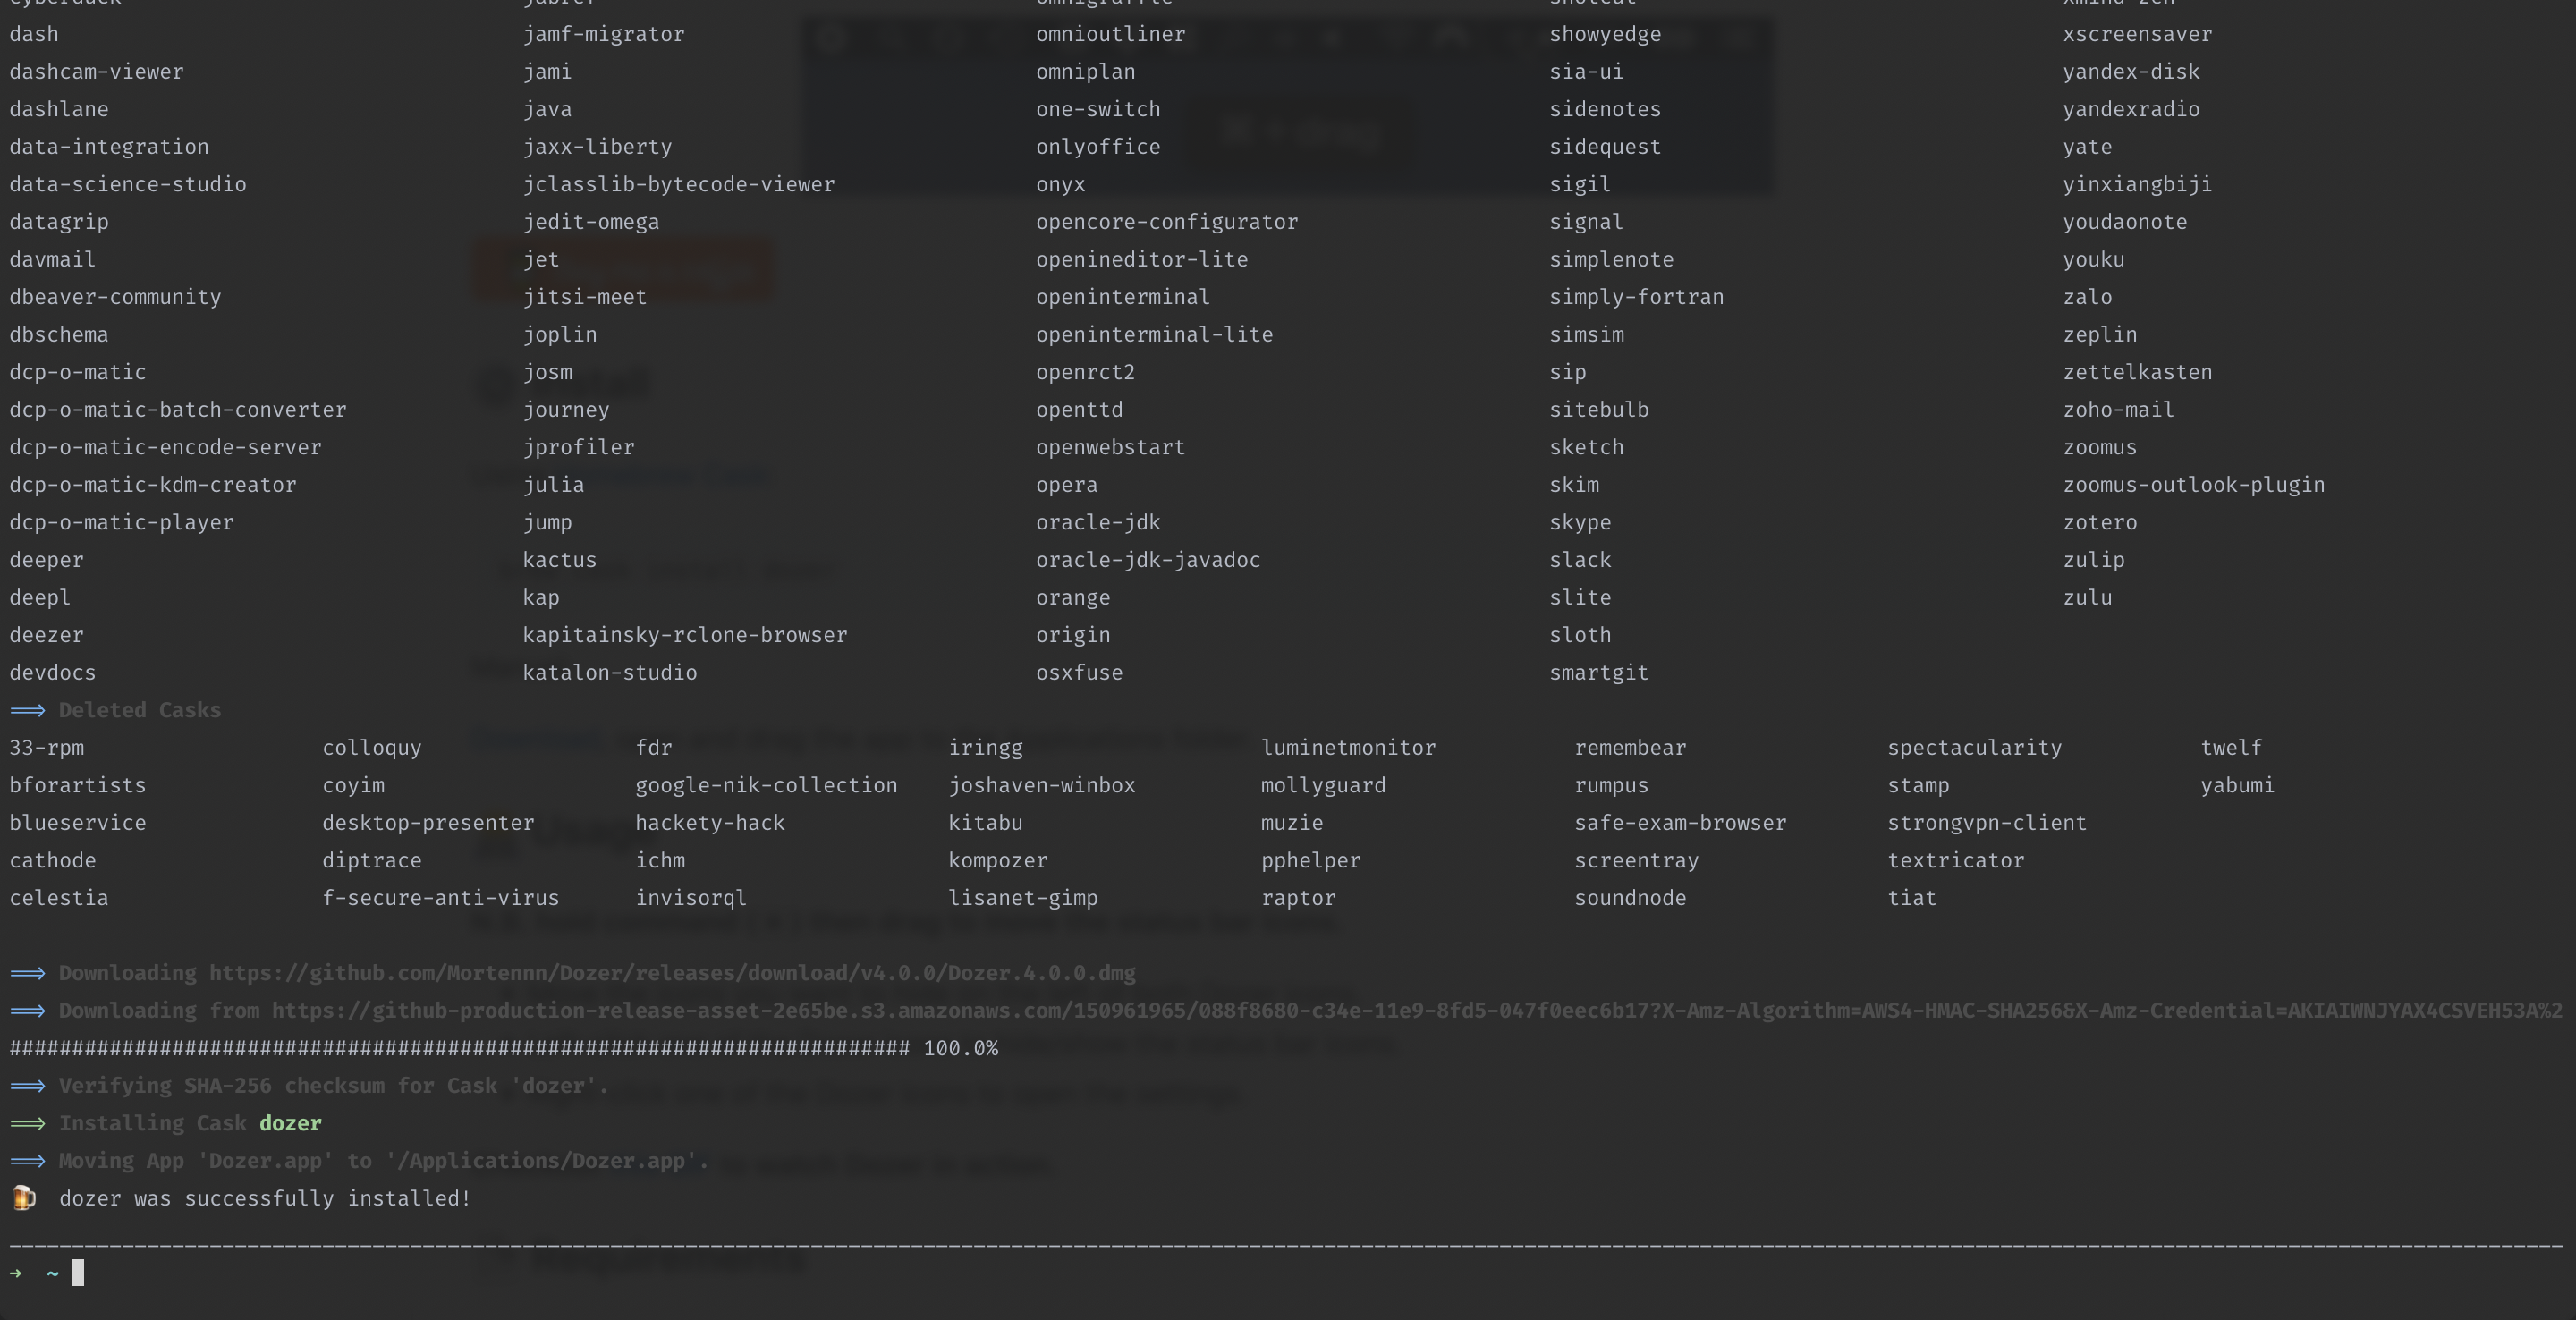 dash jamf-migrator omnioutliner showyedge xscreensaver
dashcam-viewer jami omniplan sia-ui yandex-disk
dashlane java one-switch sidenotes yandexradio
data-integration jaxx-liberty onlyoffice sidequest yate
data-science-studio jclasslib-bytecode-viewer onyx sigil yinxiangbiji
datagrip jedit-omega opencore-configurator signal youdaonote
davmail jet openineditor-lite simplenote youku
dbeaver-community jitsi-meet openinterminal simply-fortran zalo
dbschema joplin openinterminal-lite simsim zeplin
dcp-o-matic josm openrct2 sip zettelkasten
dcp-o-matic-batch-converter journey openttd sitebulb zoho-mail
dcp-o-matic-encode-server jprofiler openwebstart sketch zoomus
dcp-o-matic-kdm-creator julia opera skim zoomus-outlook-plugin
dcp-o-matic-player jump oracle-jdk skype zotero
deeper kactus oracle-jdk-javadoc slack zulip
deepl kap orange slite zulu
deezer kapitainsky-rclone-browser origin sloth
devdocs katalon-studio osxfuse smartgit
==> Deleted Casks
33-rpm colloquy fdr iringg luminetmonitor remembear spectacularity twelf
bforartists coyim google-nik-collection joshaven-winbox mollyguard rumpus stamp yabumi
blueservice desktop-presenter hackety-hack kitabu muzie safe-exam-browser strongvpn-client
cathode diptrace ichm kompozer pphelper screentray textricator
celestia f-secure-anti-virus invisorql lisanet-gimp raptor soundnode tiat
==> Downloading https://github.com/Mortennn/Dozer/releases/download/v4.0.0/Dozer.4.0.0.dmg
==> Downloading from https://github-production-release-asset-2e65be.s3.amazonaws.com/150961965/088f8680-c34e-11e9-8fd5-047f0eec6b17?X-Amz-Algorithm=AWS4-HMAC-SHA256&X-Amz-Credential=AKIAIWNJYAX4CSVEH53A%2
######################################################################## 100.0%
==> Verifying SHA-256 checksum for Cask 'dozer'.
==> Installing Cask dozer
==> Moving App 'Dozer.app' to '/Applications/Dozer.app'.
🍺 dozer was successfully installed!
➜ ~